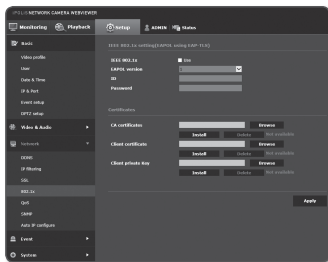 iPOLiS NETWORK CAMERA WEBVIEWER
Monitoring
Playback
Setup
ADMIN
Status
Basic
Video profile
User
Date & Time
IP & Port
Event setup
DPTZ setup
Video & Audio
Network
DDNS
IP filtering
SSL
802.1x
QoS
SNMP
Auto IP configure
Event
System
IEEE 802.1x setting(EAPOL using EAP-TLS)
IEEE 802.1x
Use
EAPOL version
ID
Password
Certificates
CA certificates
Browse
Install
Delete
Not available
Client certificate
Browse
Install
Delete
Not available
Client private Key
Browse
Install
Delete
Not available
Apply